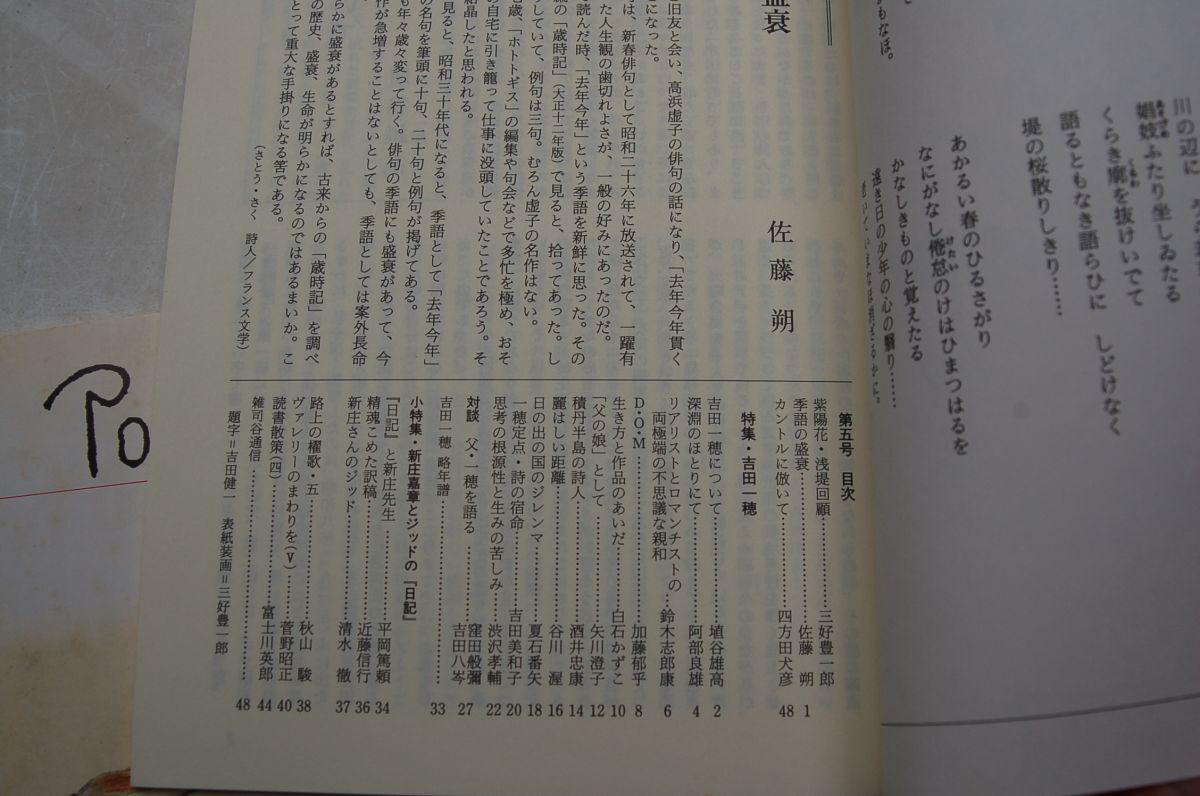 川の辺に
娼妓ふたり坐しゐたる
くらき廓を抜けいでて
語るともなき語らひに しどけなく
堤の桜散りしきり……
あかるい春のひるさがり
なにがなし倦怠のけはひまつはるを
かなしきものと覚えたる
遠き日の少年の心の翳り……
もなほ。
盛衰
佐藤 朔
旧友と会い、高浜虚子の俳句の話になり、「去年今年貫く
になった。
は、新春俳句として昭和二十六年に放送されて、一躍有
た人生観の歯切れよさが、一般の好みにあったのだ。
読んだ時、「去年今年」という季語を新鮮に思った。その
編の「歳時記」(大正十二年版)で見ると、拾ってあった。し
していて、例句は三句。むろん虚子の名作はない。
歳、「ホトトギス」の編集や句会などで多忙を極め、おそ
の自宅に引き籠って仕事に没頭していたことであろう。そ
結晶したと思われる。
見ると、昭和三十年代になると、季語として「去年今年」
の名句を筆頭に十句、二十句と例句が掲げてある。
も年々歳々変って行く。俳句の季語にも盛衰があって、今
作が急増することはないとしても、季語としては案外長命
らかに盛衰があるとすれば、古来からの「歳時記」を調べ
の歴史、盛衰、生命が明らかになるのではあるまいか。こ
とって重大な手掛りになる筈である。
(さとう・さく 詩人/フランス文学)
第五号 目次
紫陽花・浅堤回顧……三好豊一郎
季語の盛衰……佐藤 朔 1
カントルに倣いて……四方田犬彦 48
特集・吉田一穂
吉田一穂について……埴谷雄高 2
深淵のほとりにて……阿部良雄 4
リアリストとロマンチストの
両極端の不思議な親和……鈴木志郎康 6
D・O・M……加藤郁乎 8
生き方と作品のあいだ……白石かずこ 10
「父の娘」として……矢川澄子 12
積丹半島の詩人……酒井忠康 14
麗はしい距離……谷川 渥 16
日の出の国のジレンマ……夏石番矢 18
一穂定点・詩の宿命……吉田美和子 20
思考の根源性と生みの苦しみ……渋沢孝輔 22
対談 父・一穂を語る……窪田般彌
吉田八岑 27
吉田一穂 略年譜…… 33
小特集・新庄嘉章とジッドの『日記』
『日記』と新庄先生……平岡篤頼 34
精魂こめた訳稿……近藤信行 36
新庄さんのジッド……清水 徹 37
路上の櫂歌・五……秋山 駿 38
ヴァレリーのまわりを(Ⅴ)……菅野昭正 40
読書散策(四)……富士川英郎 44
雑司谷通信…… 48
題字=吉田健一 表紙装画=三好豊一郎
Po